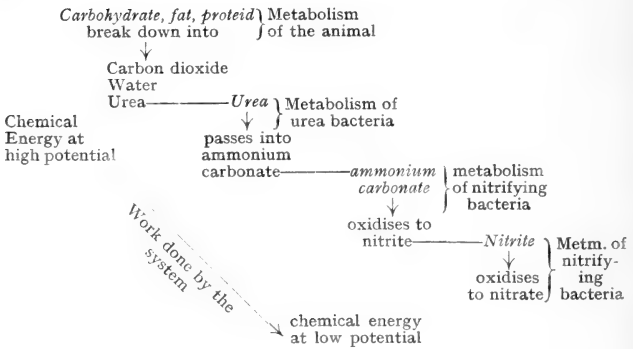 Carbohydrate, fat, proteid } Metabolism
break down into } of the animal
Carbon dioxide
Water
Urea — Urea } Metabolism of
urea bacteria
Chemical
Energy at
high potential
passes into
ammonium
carbonate — ammonium } metabolism
carbonate } of nitrifying
bacteria
oxidises to
nitrite — Nitrite } Metm. of
nitrify-
oxidises } ing
to nitrate } bacteria
Work done by the
system
chemical energy
at low potential